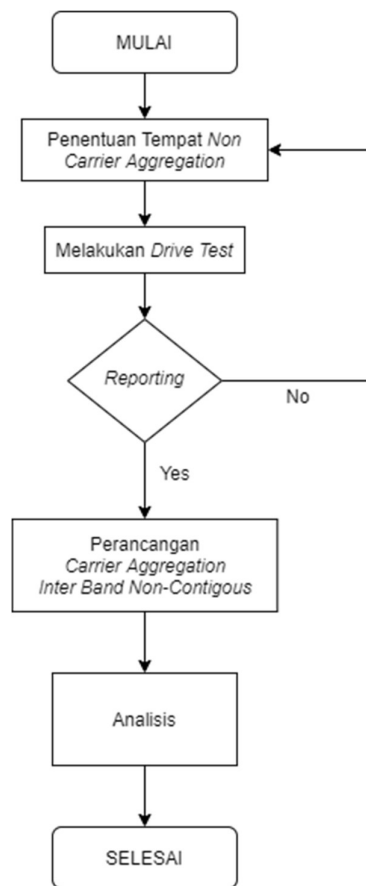 MULAI
Penentuan Tempat Non
Carrier Aggregation
Melakukan Drive Test
Reporting
No
Yes
Perancangan
Carrier Aggregation
Inter Band Non-Contigous
Analisis
SELESAI